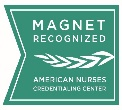 MAGNET
RECOGNIZED
AMERICAN NURSES
CREDENTIALING CENTER